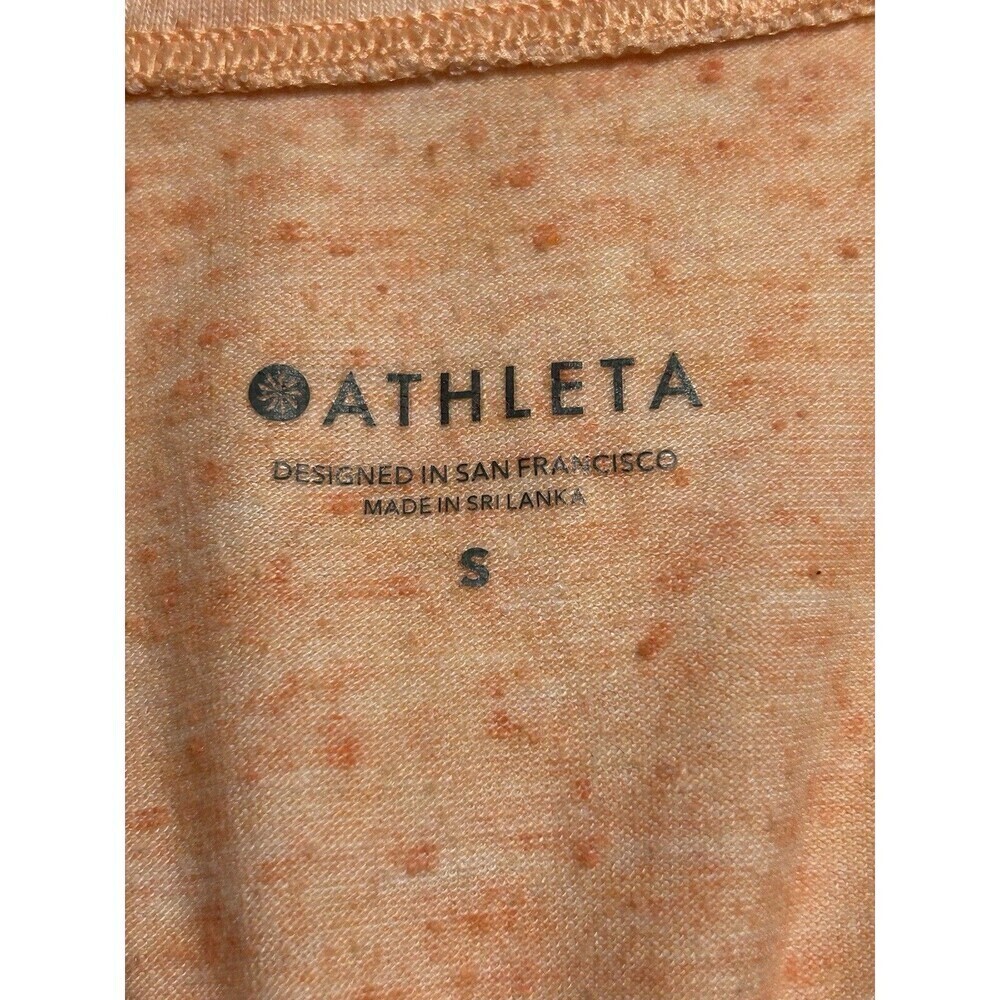 ATHLETA
DESIGNED IN SAN FRANCISCO
MADE IN SRI LANKA
S